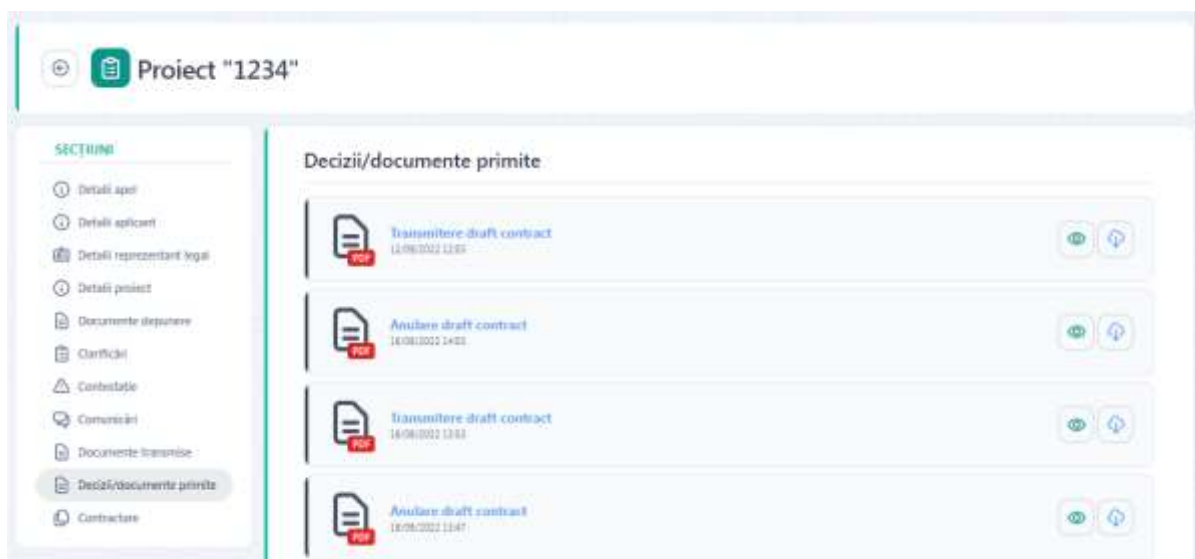 Proiect "1234"
SECȚIUNI
Detalii apel
Detalii aplicant
Detalii reprezentant legal
Detalii proiect
Documente depunere
Clarificări
Contestație
Comunicări
Documente transmise
Decizii/documente primite
Contractare
Decizii/documente primite
PDF
Transmitere draft contract
PDF
Anulare draft contract
PDF
Transmitere draft contract
PDF
Anulare draft contract